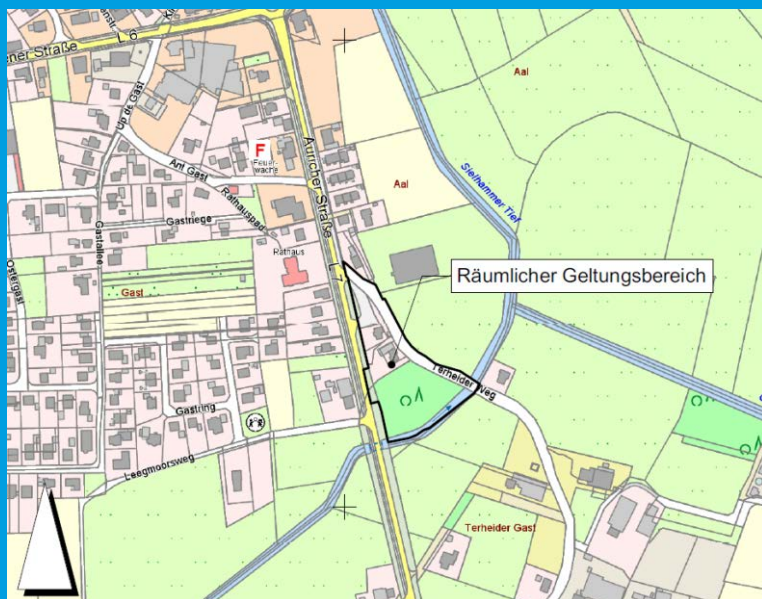 L 6
ener Straße
Up de Gast
Aal
F
Feuer-
wache
Ant Gast
Auricher Straße
Rathauspad
Sielhammer Tief
Aal
Gastriege
Gastallee
Rathaus
L 7
Räumlicher Geltungsbereich
Ostergast
Gast
Terheider Weg
Gastring
Leegmoorsweg
Terheider Gast